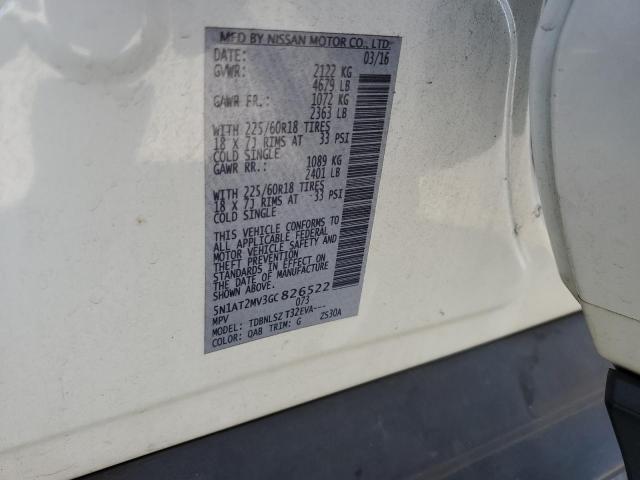 MFD BY NISSAN MOTOR CO., LTD.
DATE: 03/16
GVWR: 2122 KG
4679 LB
GAWR FR.: 1072 KG
2363 LB
WITH 225/60R18 TIRES
18 X 7J RIMS AT 33 PSI
COLD SINGLE
GAWR RR.: 1089 KG
2401 LB
WITH 225/60R18 TIRES
18 X 7J RIMS AT 33 PSI
COLD SINGLE
THIS VEHICLE CONFORMS TO
ALL APPLICABLE FEDERAL
MOTOR VEHICLE SAFETY AND
THEFT PREVENTION
STANDARDS IN EFFECT ON
THE DATE OF MANUFACTURE
5N1AT2MV3GC826522
MPV 073
MODEL: TDBNLSZ T32EVA---
COLOR: QAB TRIM: G ZS30A